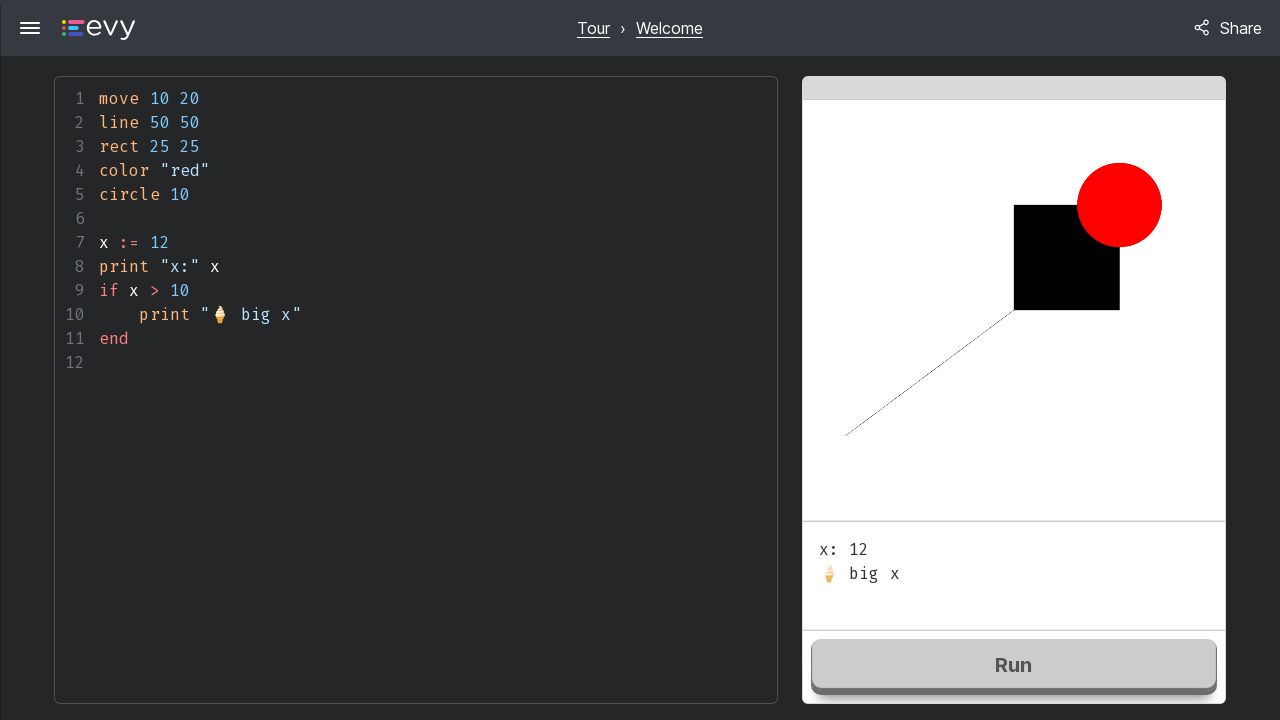 evy
Tour › Welcome
Share
1 move 10 20
2 line 50 50
3 rect 25 25
4 color "red"
5 circle 10
6
7 x := 12
8 print "x:" x
9 if x > 10
10     print "🍦 big x"
11 end
12
x: 12
🍦 big x
Run